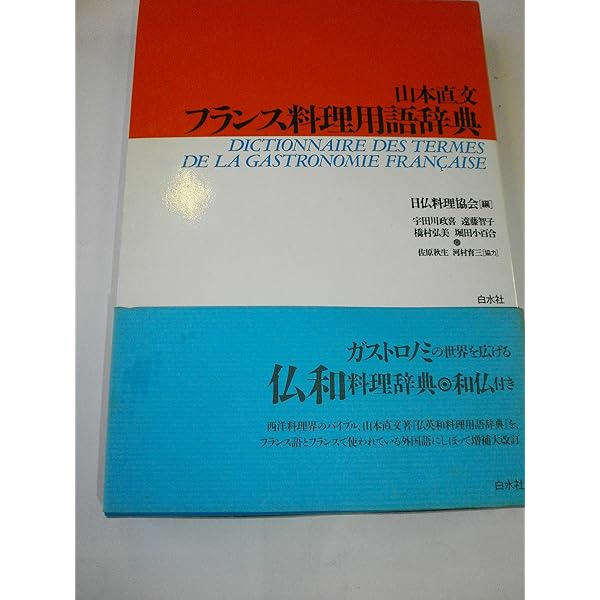 山本直文
フランス料理用語辞典
DICTIONNAIRE DES TERMES
DE LA GASTRONOMIE FRANÇAISE
日仏料理協会[編]
宇田川政喜 遠藤智子
橋村弘美 堀田小百合
佐原秋生 河村育三[協力]
白水社
ガストロノミの世界を広げる
仏和料理辞典◉和仏付き
西洋料理界のバイブル、山本直文著『仏英和料理用語辞典』を、
フランス語とフランスで使われている外国語にしぼって増補大改訂
白水社